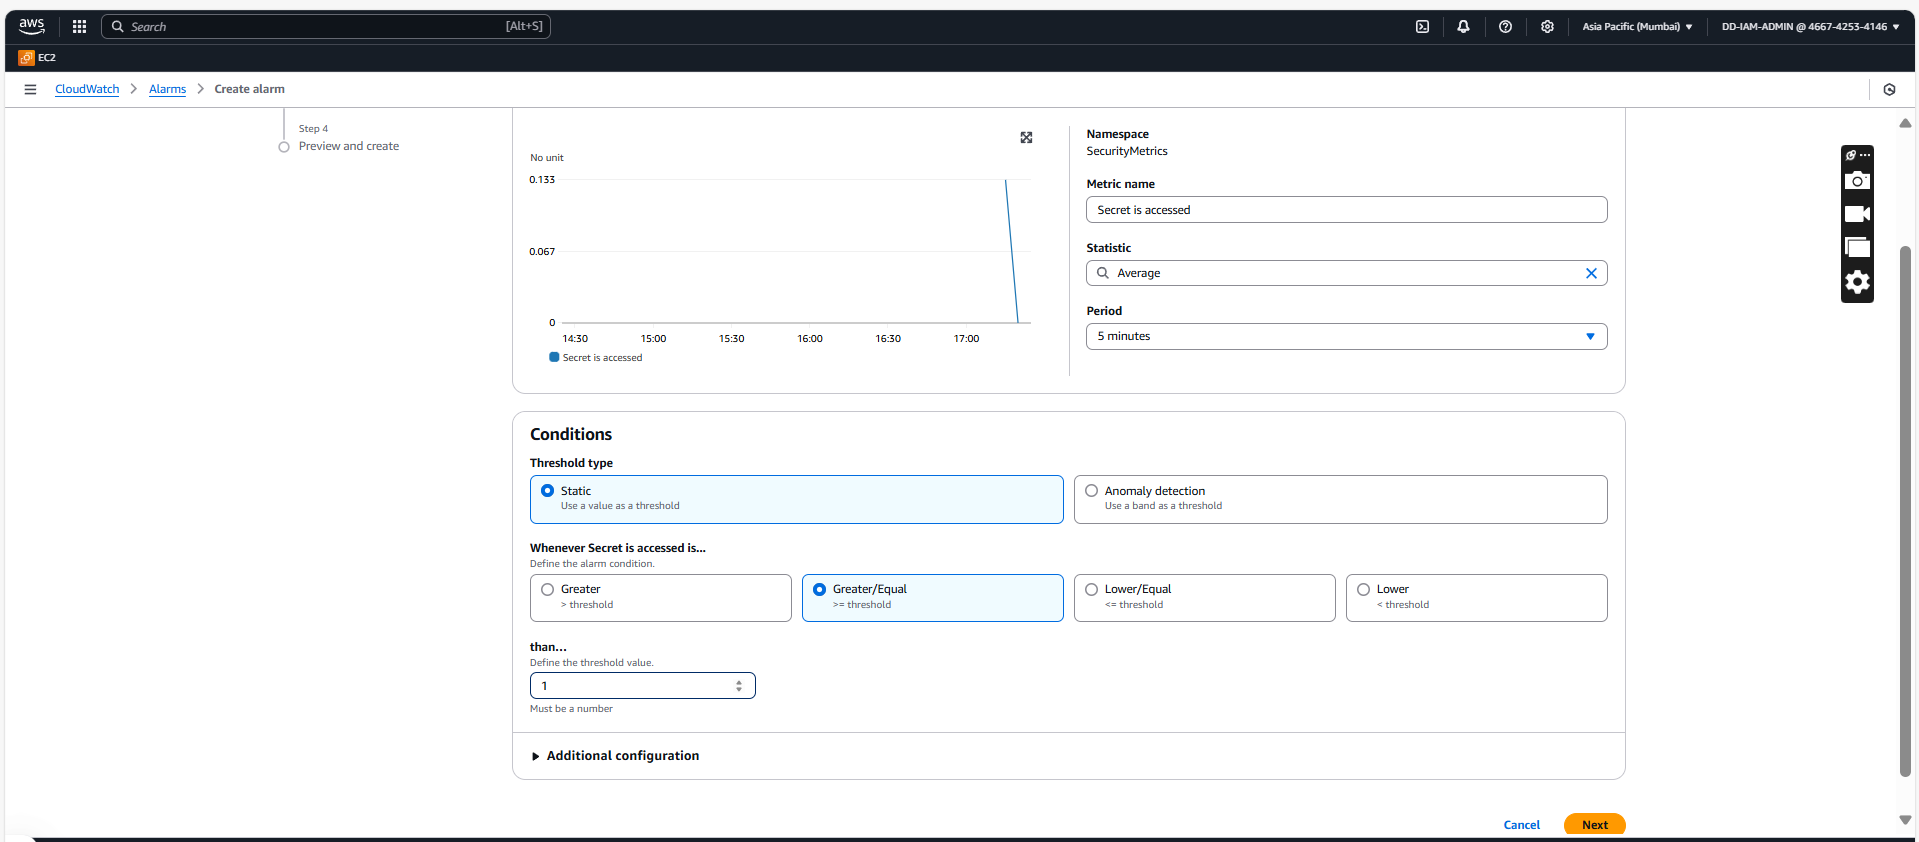 aws
Search
[Alt+S]
Asia Pacific (Mumbai)
DD-IAM-ADMIN @ 4667-4253-4146
EC2
CloudWatch
Alarms
Create alarm
Step 4
Preview and create
No unit
0.133
0.067
0
14:30 15:00 15:30 16:00 16:30 17:00
Secret is accessed
Namespace
SecurityMetrics
Metric name
Secret is accessed
Statistic
Average
Period
5 minutes
Conditions
Threshold type
Static
Use a value as a threshold
Anomaly detection
Use a band as a threshold
Whenever Secret is accessed is...
Define the alarm condition.
Greater
> threshold
Greater/Equal
>= threshold
Lower/Equal
<= threshold
Lower
< threshold
than...
Define the threshold value.
1
Must be a number
Additional configuration
Cancel
Next